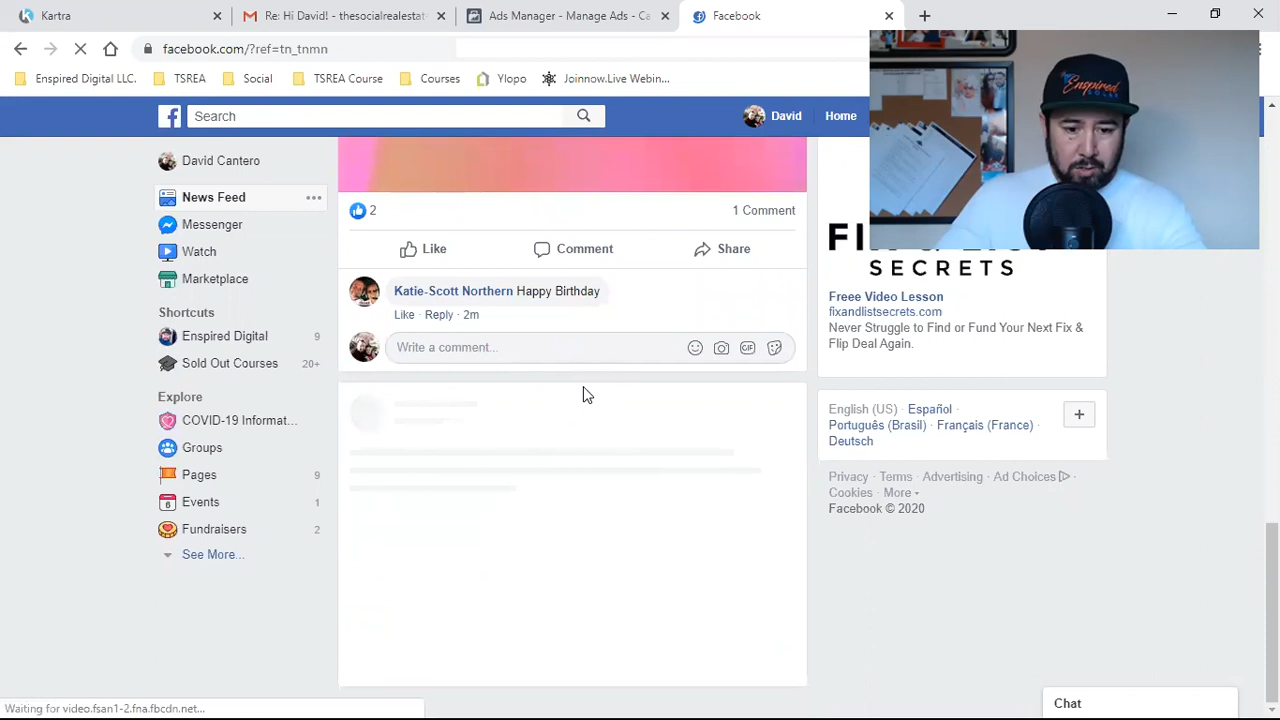 Kartra
Re: Hi David! - thesocialrealestat
Ads Manager - Manage Ads - Ca
Facebook
facebook.com/?ref=tn_tnmn
Enspired Digital LLC.
TSREA
Social
TSREA Course
Courses
Ylopo
Joinnow.Live Webin...
Search
David
Home
David Cantero
News Feed
Messenger
Watch
Marketplace
Shortcuts
Enspired Digital 9
Sold Out Courses 20+
Explore
COVID-19 Informat...
Groups
Pages 9
Events 1
Fundraisers 2
See More...
2
1 Comment
Like
Comment
Share
Katie-Scott Northern Happy Birthday
Like · Reply · 2m
Write a comment...
GIF
Enspired
SECRETS
Freee Video Lesson
fixandlistsecrets.com
Never Struggle to Find or Fund Your Next Fix &
Flip Deal Again.
English (US) · Español ·
Português (Brasil) · Français (France) ·
Deutsch
Privacy · Terms · Advertising · Ad Choices ·
Cookies · More
Facebook © 2020
Chat
Waiting for video.fsan1-2.fna.fbcdn.net...